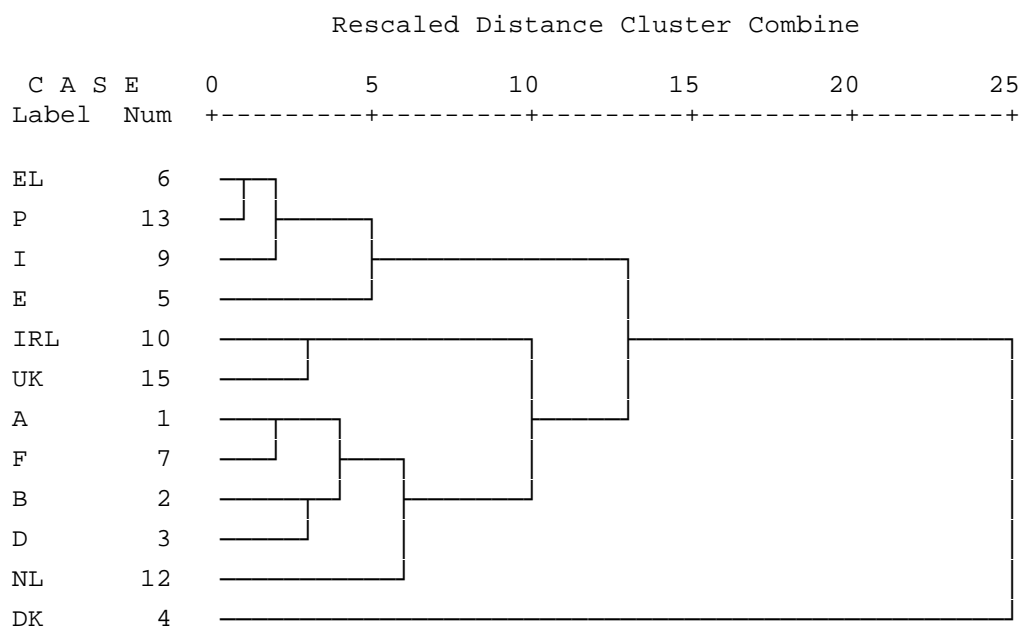 Rescaled Distance Cluster Combine
C A S E 0 5 10 15 20 25
Label Num +---------+---------+---------+---------+---------+
EL 6
P 13
I 9
E 5
IRL 10
UK 15
A 1
F 7
B 2
D 3
NL 12
DK 4